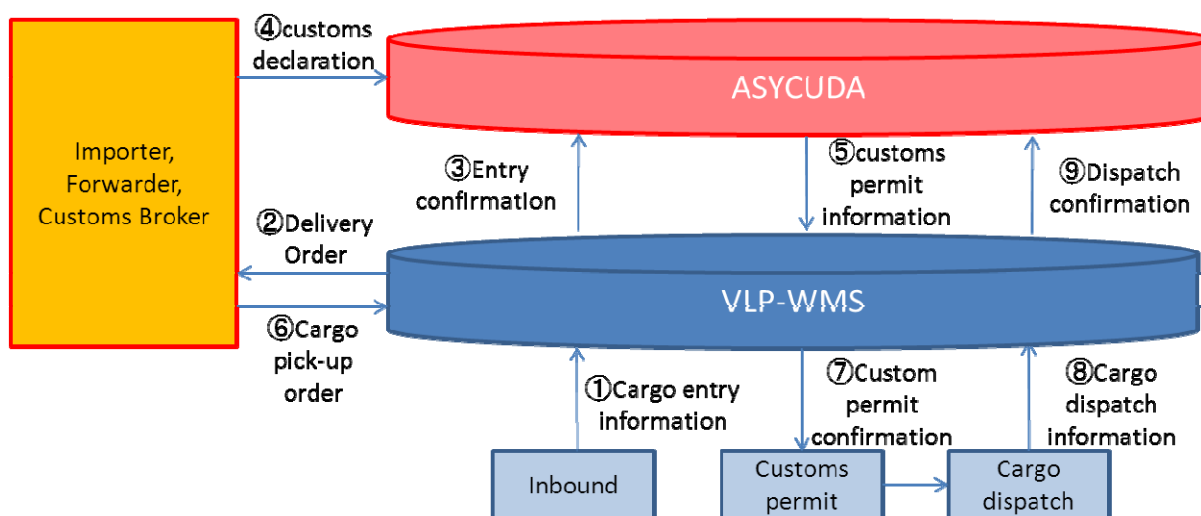 ④customs
declaration
ASYCUDA
Importer,
Forwarder,
Customs Broker
③Entry
confirmation
⑤customs
permit
information
⑨Dispatch
confirmation
②Delivery
Order
VLP-WMS
⑥Cargo
pick-up
order
①Cargo entry
information
⑦Custom
permit
confirmation
⑧Cargo
dispatch
information
Inbound
Customs
permit
Cargo
dispatch